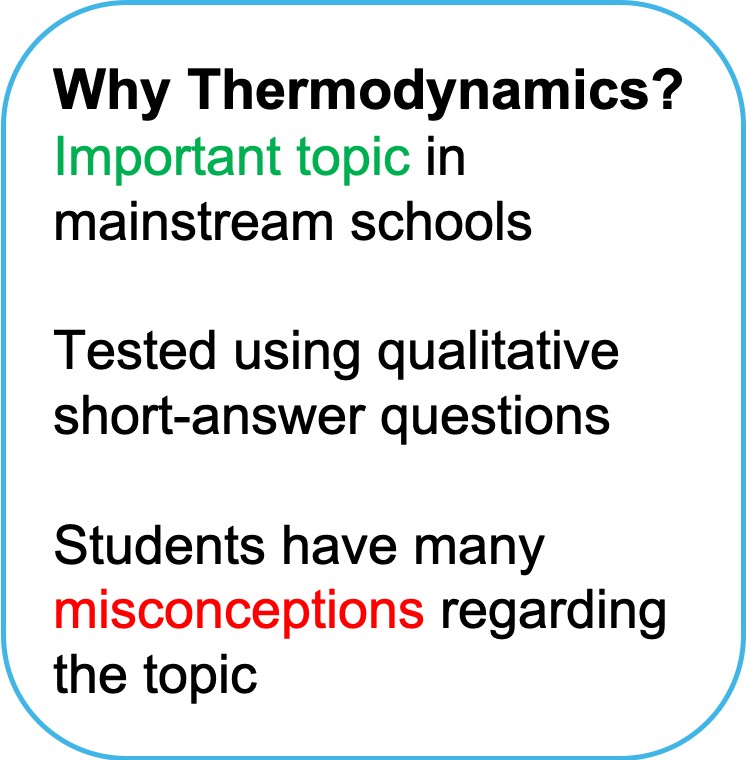 Why Thermodynamics?
Important topic in
mainstream schools
Tested using qualitative
short-answer questions
Students have many
misconceptions regarding
the topic